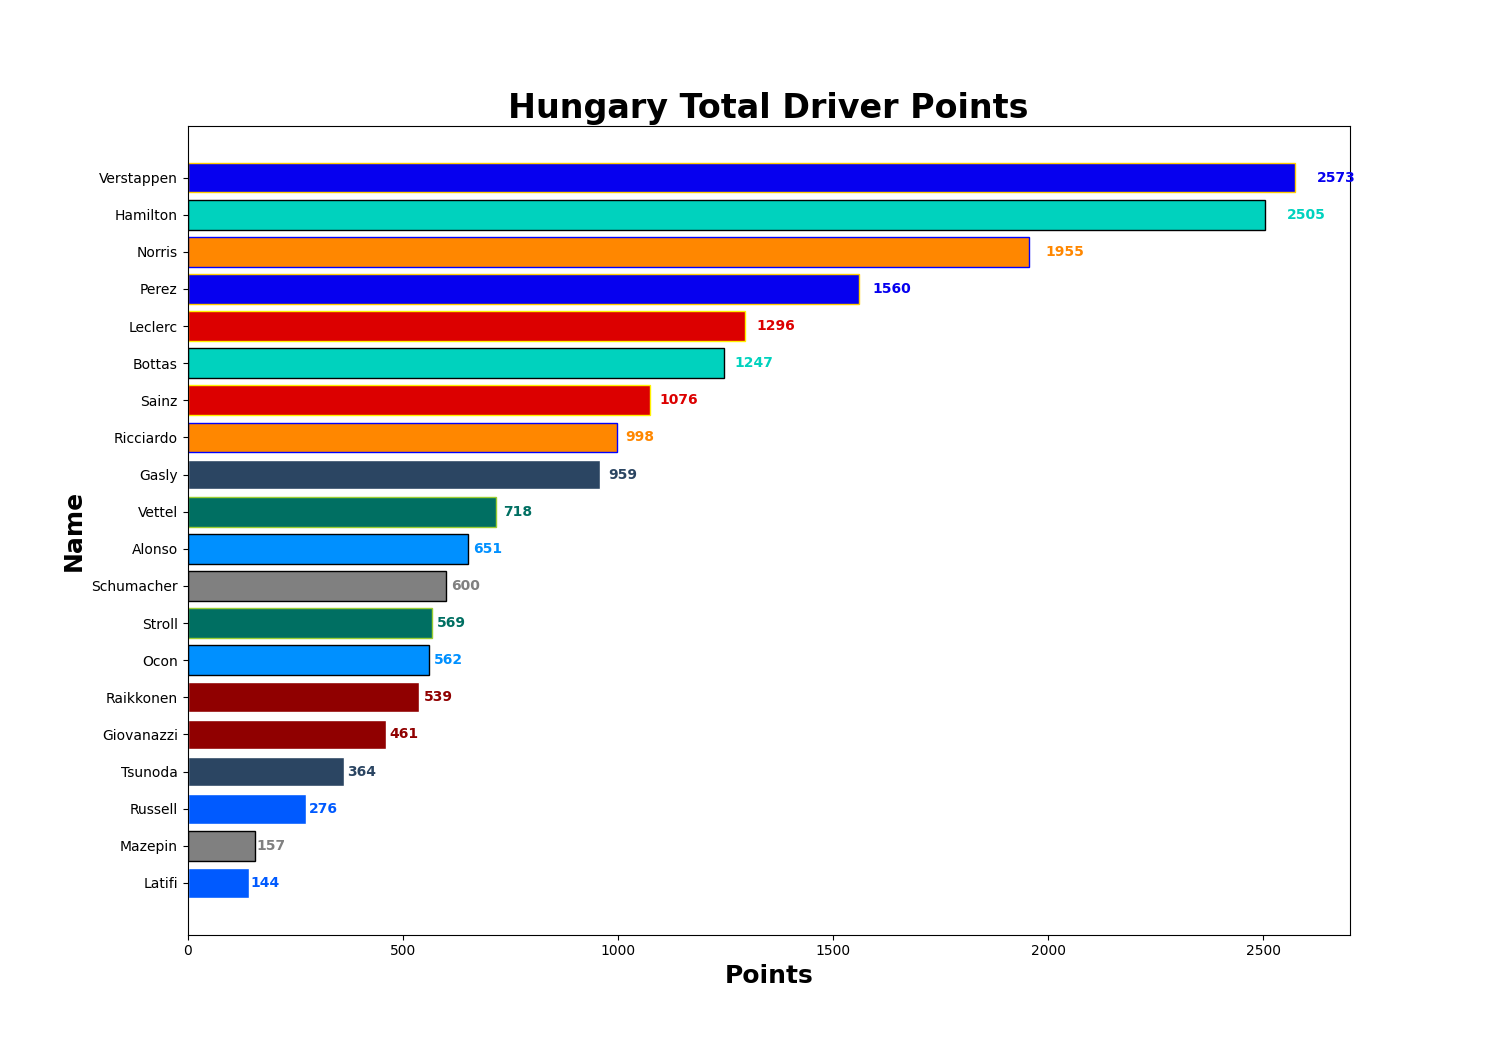 Hungary Total Driver Points
Name
Verstappen 2573
Hamilton 2505
Norris 1955
Perez 1560
Leclerc 1296
Bottas 1247
Sainz 1076
Ricciardo 998
Gasly 959
Vettel 718
Alonso 651
Schumacher 600
Stroll 569
Ocon 562
Raikkonen 539
Giovanazzi 461
Tsunoda 364
Russell 276
Mazepin 157
Latifi 144
0 500 1000 1500 2000 2500
Points